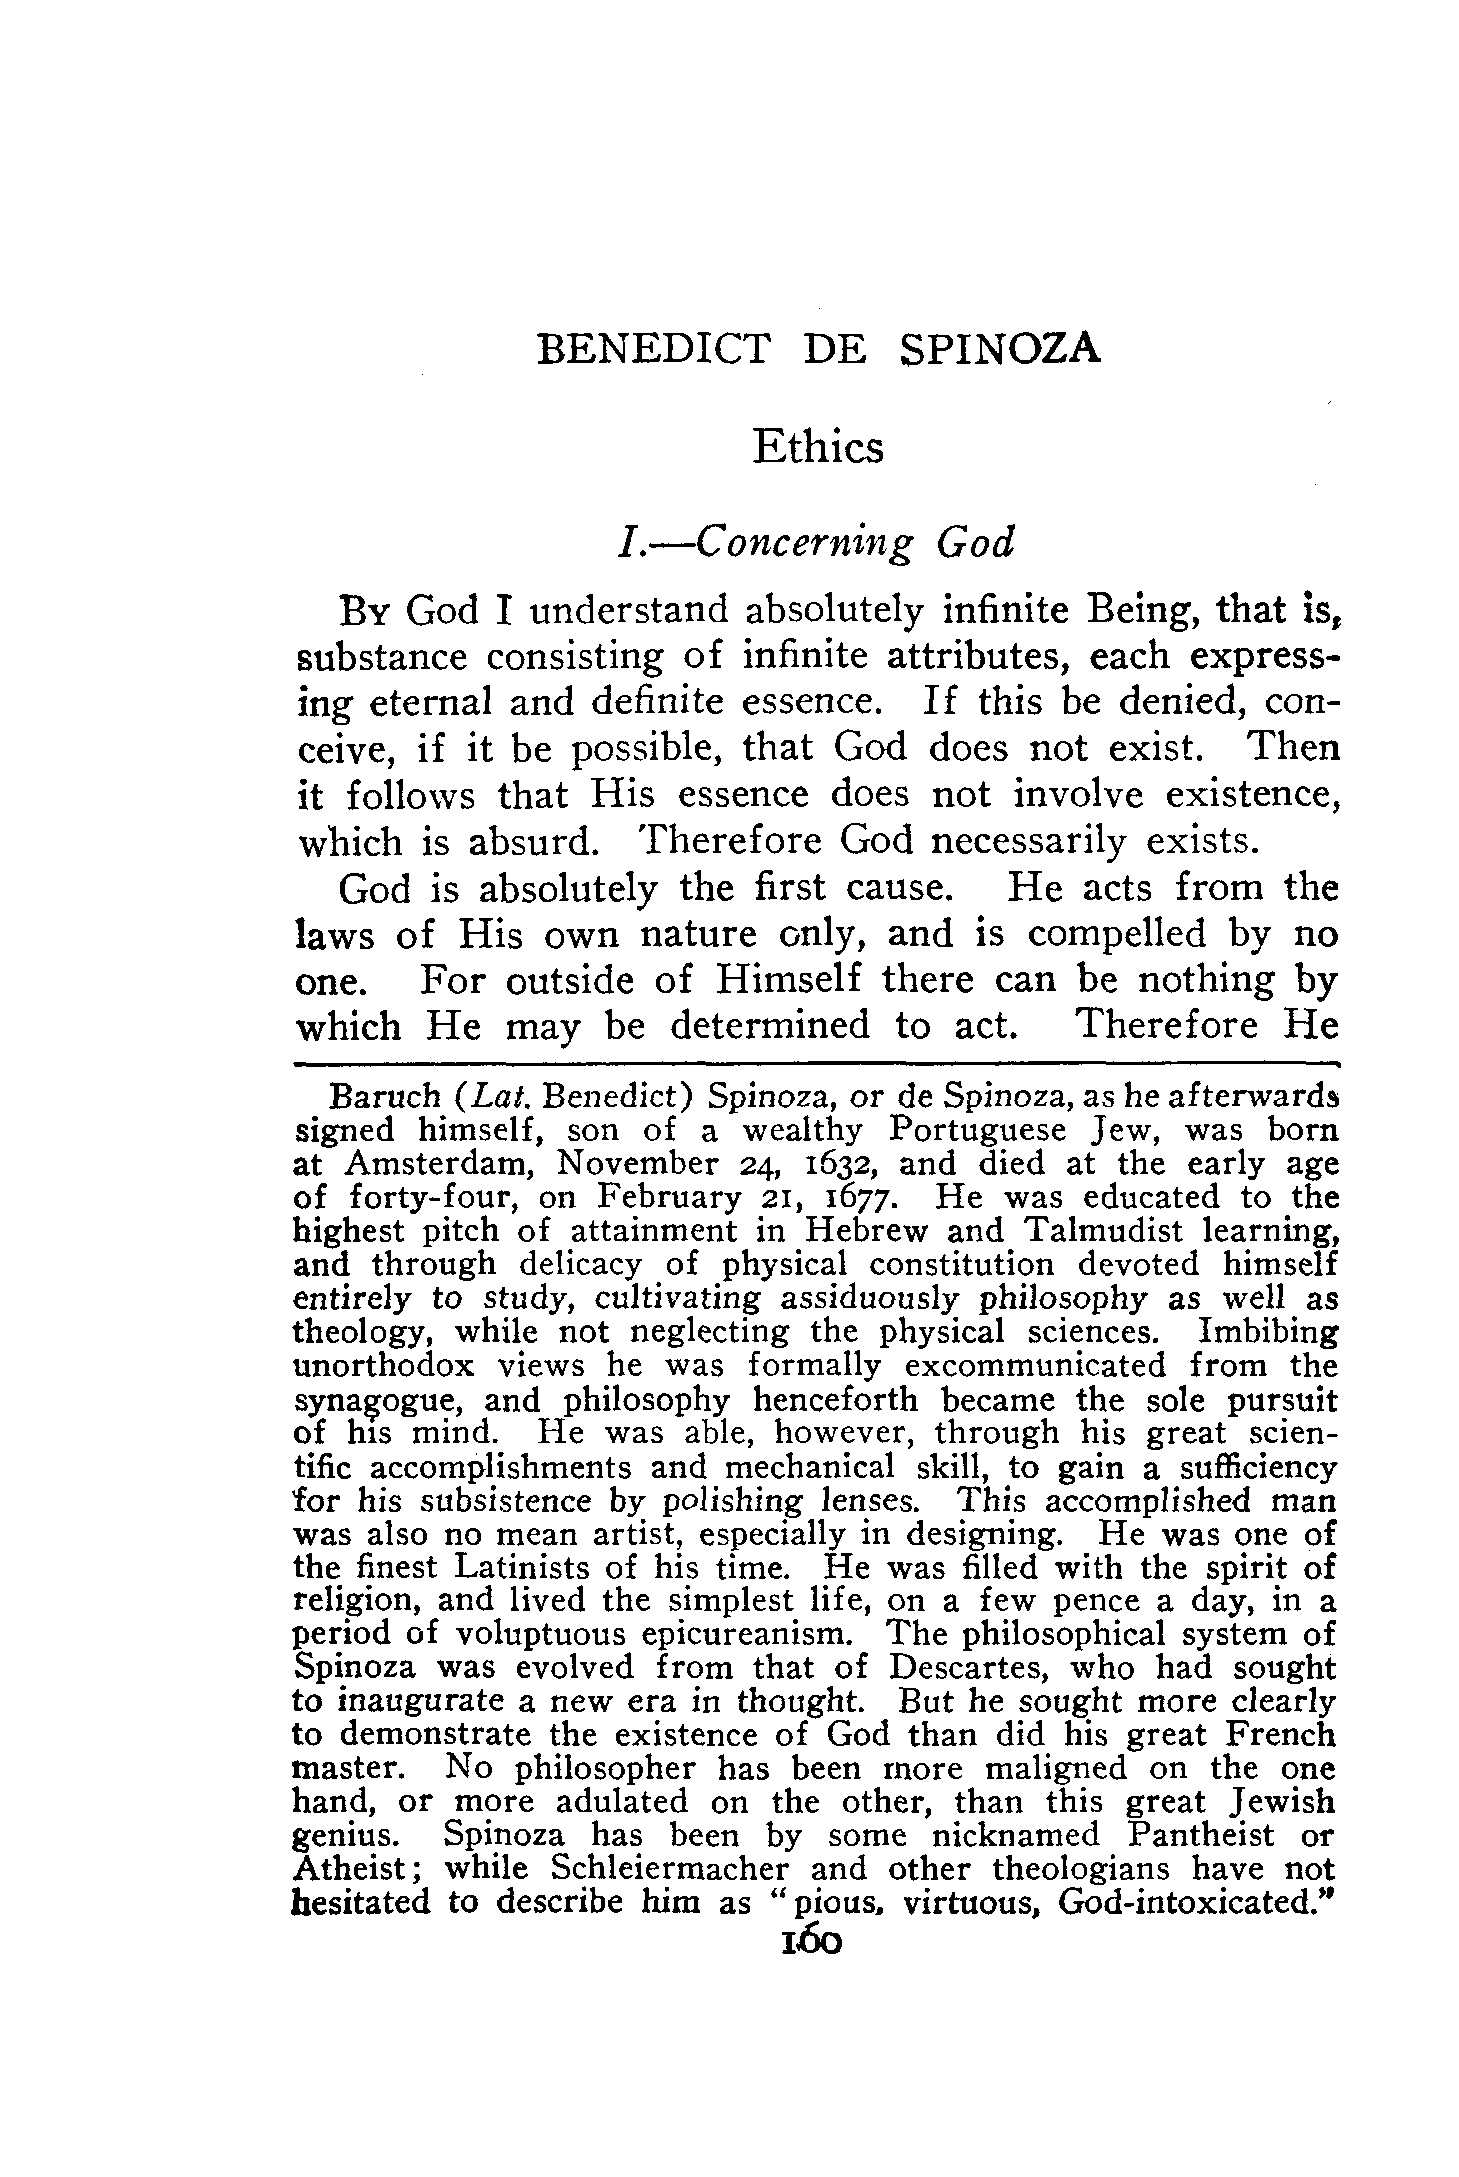 BENEDICT DE SPINOZA
Ethics
I.—Concerning God
By God I understand absolutely infinite Being, that is,
substance consisting of infinite attributes, each express-
ing eternal and definite essence. If this be denied, con-
ceive, if it be possible, that God does not exist. Then
it follows that His essence does not involve existence,
which is absurd. Therefore God necessarily exists.
God is absolutely the first cause. He acts from the
laws of His own nature only, and is compelled by no
one. For outside of Himself there can be nothing by
which He may be determined to act. Therefore He
Baruch (Lat. Benedict) Spinoza, or de Spinoza, as he afterwards
signed himself, son of a wealthy Portuguese Jew, was born
at Amsterdam, November 24, 1632, and died at the early age
of forty-four, on February 21, 1677. He was educated to the
highest pitch of attainment in Hebrew and Talmudist learning,
and through delicacy of physical constitution devoted himself
entirely to study, cultivating assiduously philosophy as well as
theology, while not neglecting the physical sciences. Imbibing
unorthodox views he was formally excommunicated from the
synagogue, and philosophy henceforth became the sole pursuit
of his mind. He was able, however, through his great scien-
tific accomplishments and mechanical skill, to gain a sufficiency
for his subsistence by polishing lenses. This accomplished man
was also no mean artist, especially in designing. He was one of
the finest Latinists of his time. He was filled with the spirit of
religion, and lived the simplest life, on a few pence a day, in a
period of voluptuous epicureanism. The philosophical system of
Spinoza was evolved from that of Descartes, who had sought
to inaugurate a new era in thought. But he sought more clearly
to demonstrate the existence of God than did his great French
master. No philosopher has been more maligned on the one
hand, or more adulated on the other, than this great Jewish
genius. Spinoza has been by some nicknamed Pantheist or
Atheist; while Schleiermacher and other theologians have not
hesitated to describe him as "pious, virtuous, God-intoxicated."
160